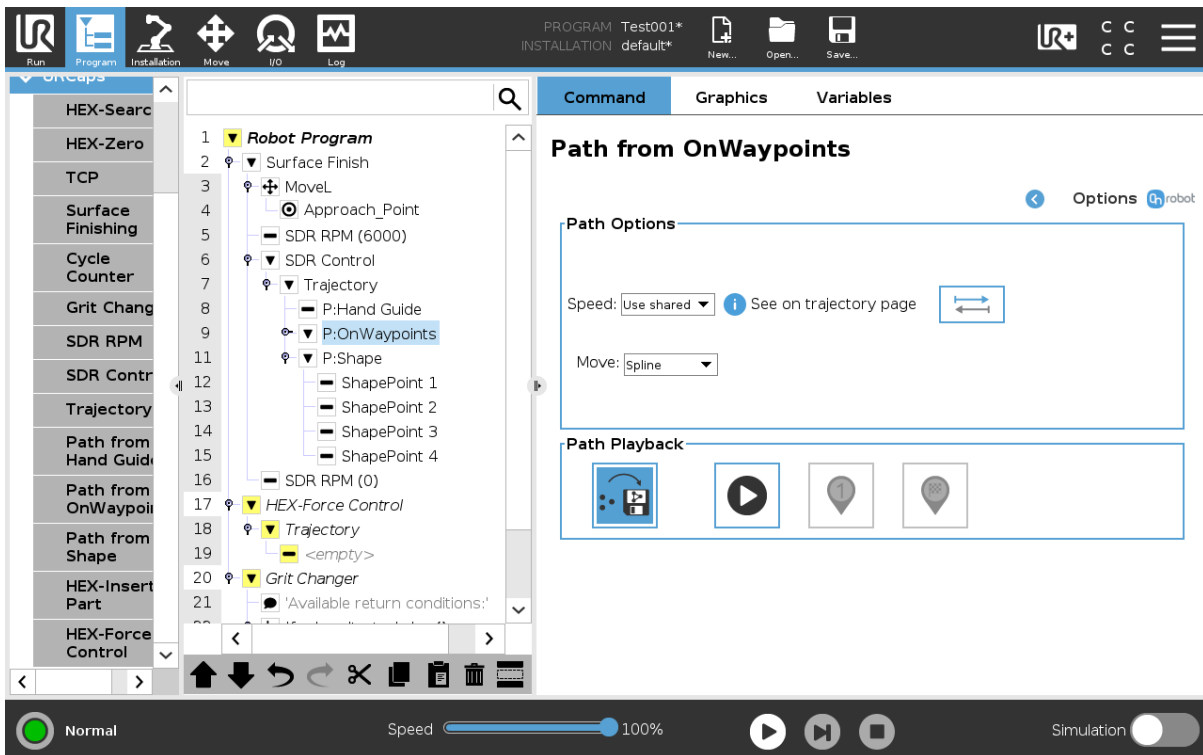 PROGRAM Test001*
INSTALLATION default*
UR
Run
Program
Installation
Move
I/O
Log
New...
Open...
Save...
UR+
C C
C C
URCaps
HEX-Searc
HEX-Zero
TCP
Surface
Finishing
Cycle
Counter
Grit Chang
SDR RPM
SDR Contr
Trajectory
Path from
Hand Guid
Path from
OnWaypoi
Path from
Shape
HEX-Insert
Part
HEX-Force
Control
1 Robot Program
2 Surface Finish
3 MoveL
4 Approach_Point
5 SDR RPM (6000)
6 SDR Control
7 Trajectory
8 P:Hand Guide
9 P:OnWaypoints
11 P:Shape
12 ShapePoint 1
13 ShapePoint 2
14 ShapePoint 3
15 ShapePoint 4
16 SDR RPM (0)
17 HEX-Force Control
18 Trajectory
19 <empty>
20 Grit Changer
21 'Available return conditions:'
Command
Graphics
Variables
Path from OnWaypoints
Options
On robot
Path Options
Speed: Use shared
i
See on trajectory page
Move: Spline
Path Playback
1
Normal
Speed
100%
Simulation